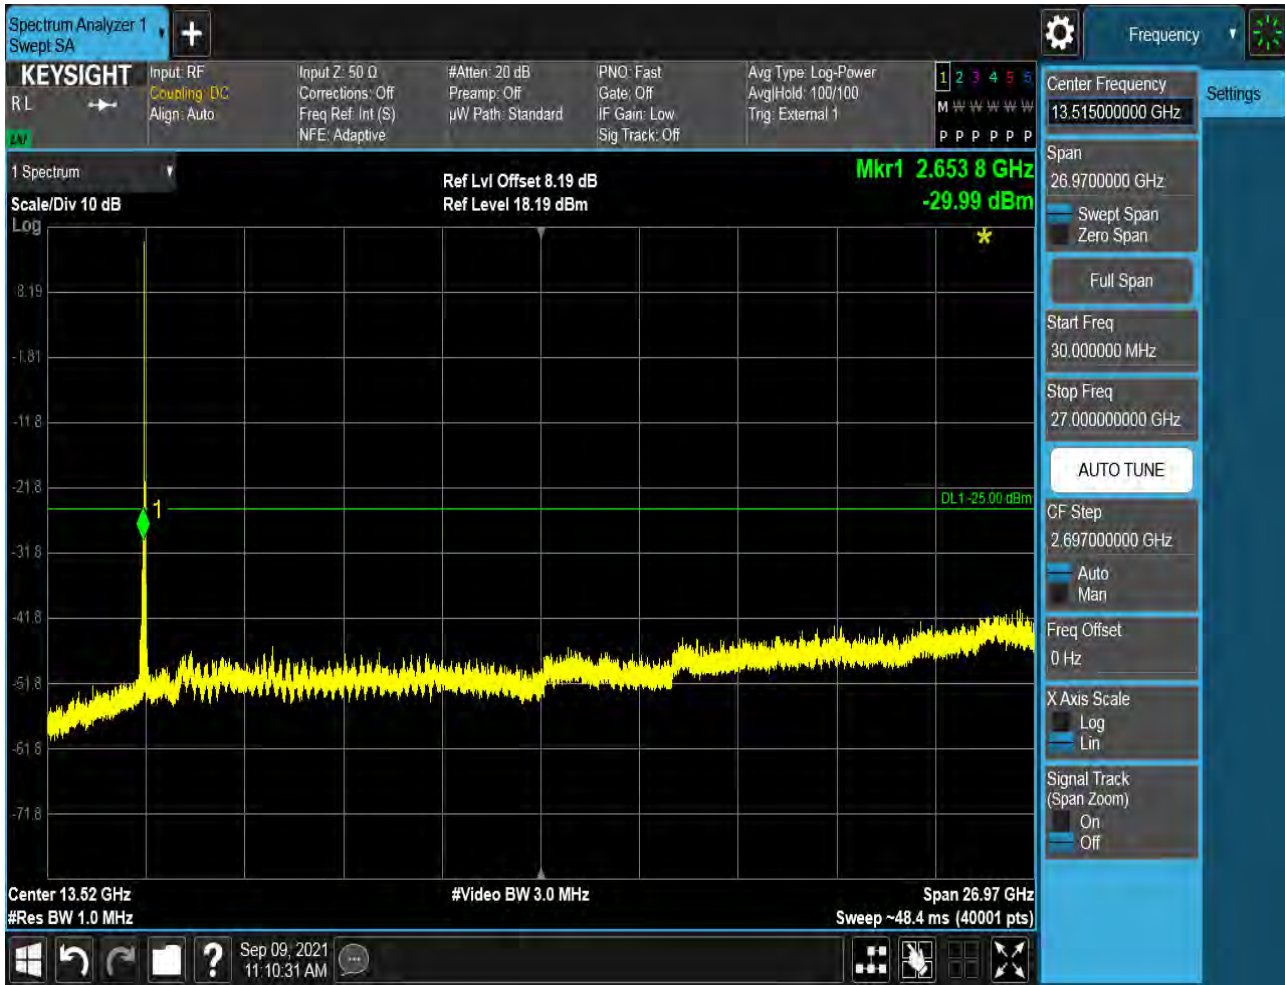 Spectrum Analyzer 1
Swept SA
+
Frequency
KEYSIGHT
R L
Input: RF
Coupling: DC
Align: Auto
Input Z: 50 Ω
Corrections: Off
Freq Ref: Int (S)
NFE: Adaptive
#Atten: 20 dB
Preamp: Off
µW Path: Standard
PNO: Fast
Gate: Off
IF Gain: Low
Sig Track: Off
Avg Type: Log-Power
Avg|Hold: 100/100
Trig: External 1
1 2 3 4 5 6
M W W W W W
P P P P P P
1 Spectrum
Scale/Div 10 dB
Log
Ref Lvl Offset 8.19 dB
Ref Level 18.19 dBm
Mkr1 2.653 8 GHz
-29.99 dBm
*
8.19
-1.81
-11.8
-21.8
-31.8
-41.8
-51.8
-61.8
-71.8
1
DL1 -25.00 dBm
Center 13.52 GHz
#Res BW 1.0 MHz
#Video BW 3.0 MHz
Span 26.97 GHz
Sweep ~48.4 ms (40001 pts)
Center Frequency
13.515000000 GHz
Settings
Span
26.9700000 GHz
Swept Span
Zero Span
Full Span
Start Freq
30.000000 MHz
Stop Freq
27.000000000 GHz
AUTO TUNE
CF Step
2.697000000 GHz
Auto
Man
Freq Offset
0 Hz
X Axis Scale
Log
Lin
Signal Track
(Span Zoom)
On
Off
?
Sep 09, 2021
11:10:31 AM